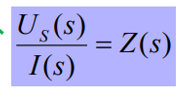 U_s(s)/I(s) = Z(s)